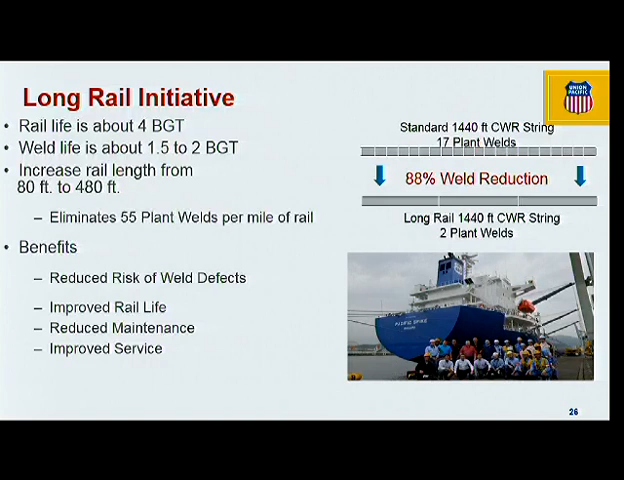 Long Rail Initiative
• Rail life is about 4 BGT
• Weld life is about 1.5 to 2 BGT
• Increase rail length from
80 ft. to 480 ft.
– Eliminates 55 Plant Welds per mile of rail
• Benefits
– Reduced Risk of Weld Defects
– Improved Rail Life
– Reduced Maintenance
– Improved Service
UNION
PACIFIC
Standard 1440 ft CWR String
17 Plant Welds
88% Weld Reduction
Long Rail 1440 ft CWR String
2 Plant Welds
PACIFIC SPIKE
26